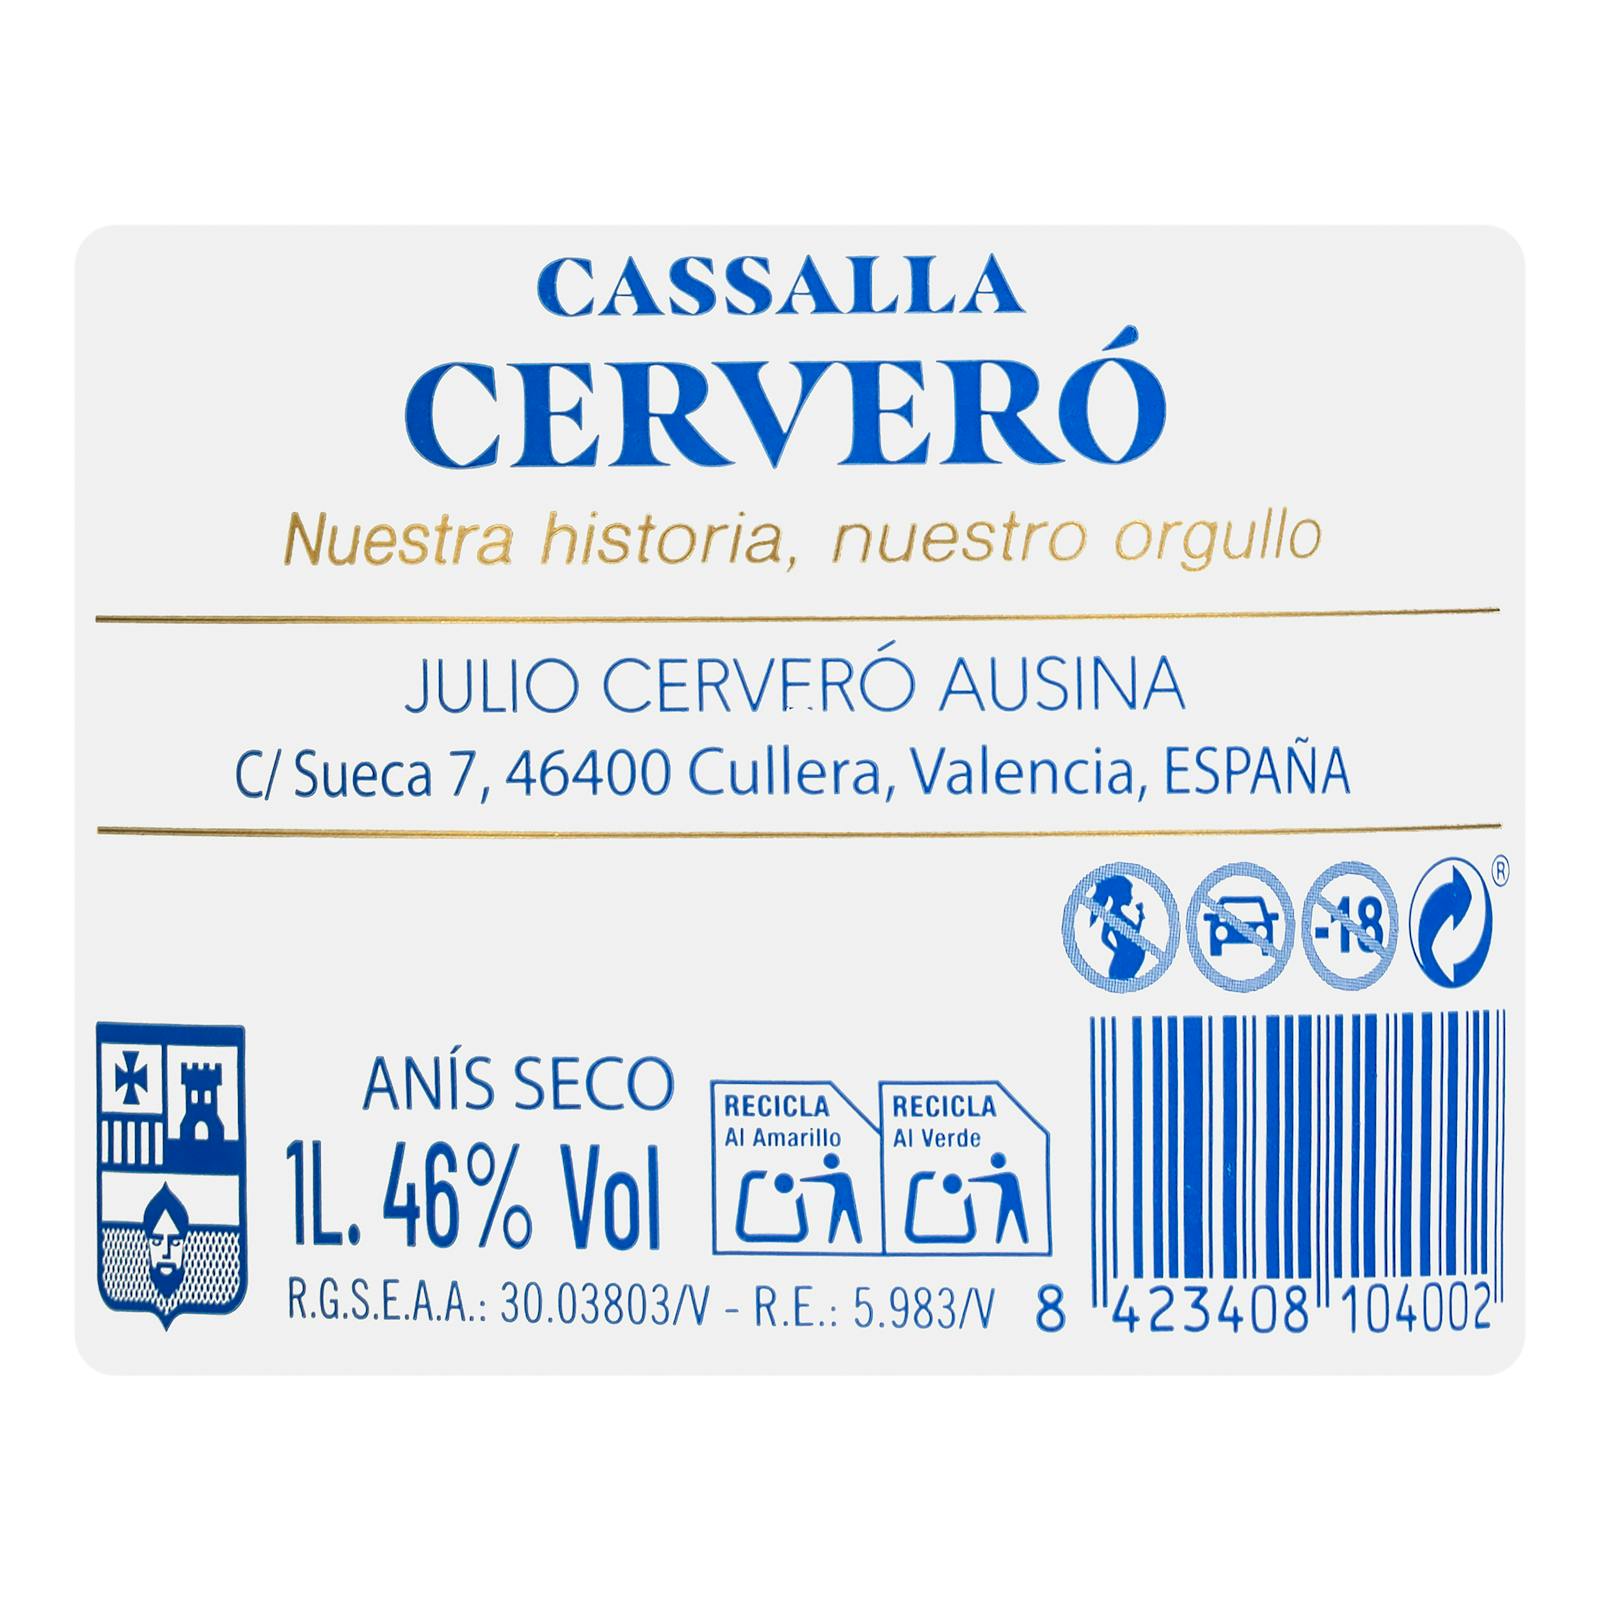 CASSALLA
CERVERÓ
Nuestra historia, nuestro orgullo
JULIO CERVERÓ AUSINA
C/ Sueca 7, 46400 Cullera, Valencia, ESPAÑA
-18
®
ANÍS SECO
1L. 46% Vol
RECICLA
Al Amarillo
RECICLA
Al Verde
R.G.S.E.A.A.: 30.03803/V - R.E.: 5.983/V
8 423408 104002